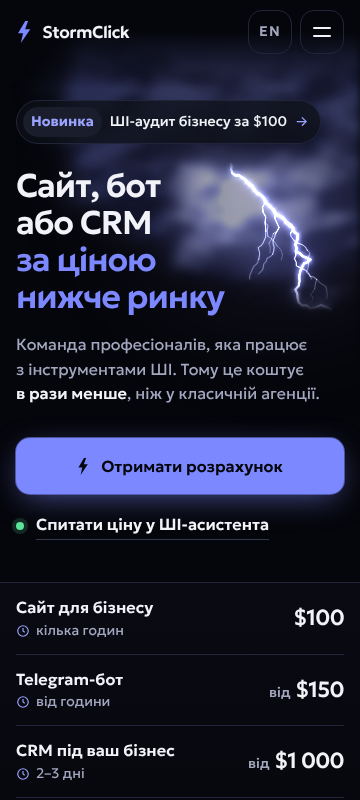 StormClick
EN
Новинка ШІ-аудит бізнесу за $100 →
Сайт, бот
або CRM
за ціною
нижче ринку
Команда професіоналів, яка працює
з інструментами ШІ. Тому це коштує
в рази менше, ніж у класичній агенції.
Отримати розрахунок
Спитати ціну у ШІ-асистента
Сайт для бізнесу
$100
кілька годин
Telegram-бот
від $150
від години
CRM під ваш бізнес
від $1 000
2–3 дні